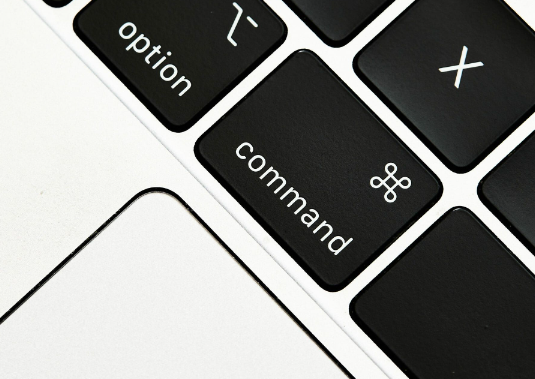 ⌥
option
⌘
command
X